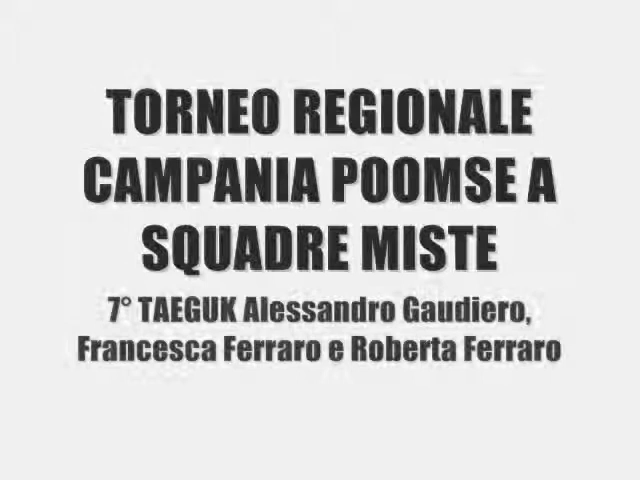 TORNEO REGIONALE
CAMPANIA POOMSE A
SQUADRE MISTE
7° TAEGUK Alessandro Gaudiero,
Francesca Ferraro e Roberta Ferraro